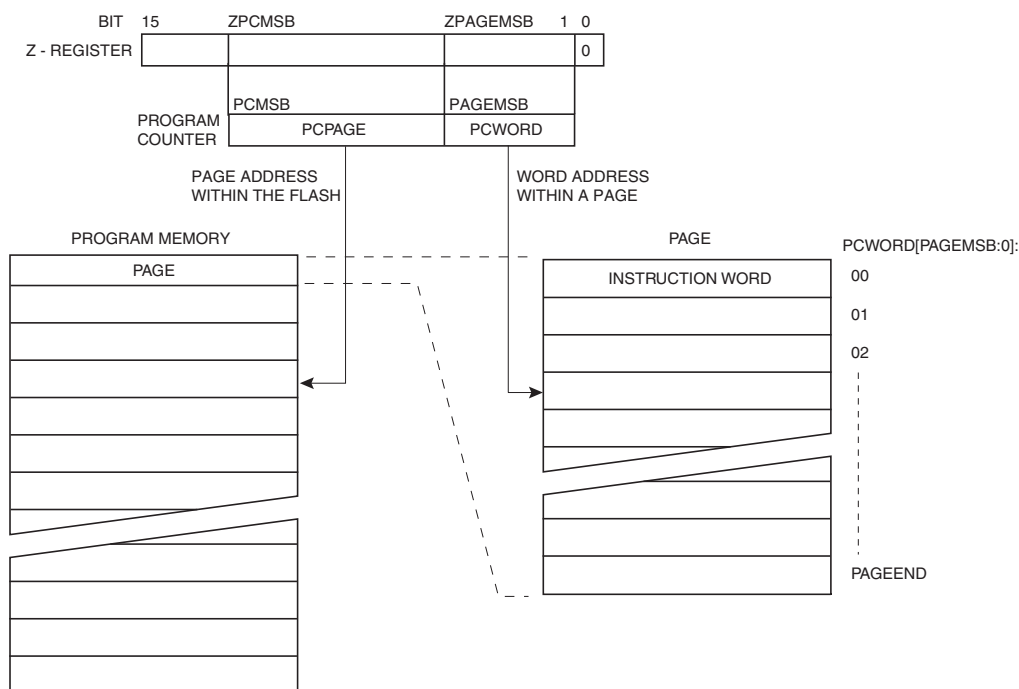 BIT 15 ZPCMSB ZPAGEMSB 1 0
Z - REGISTER 0
PCMSB PAGEMSB
PROGRAM
COUNTER
PCPAGE PCWORD
PAGE ADDRESS
WITHIN THE FLASH
WORD ADDRESS
WITHIN A PAGE
PROGRAM MEMORY
PAGE
PAGE
INSTRUCTION WORD
PCWORD[PAGEMSB:0]:
00
01
02
PAGEEND